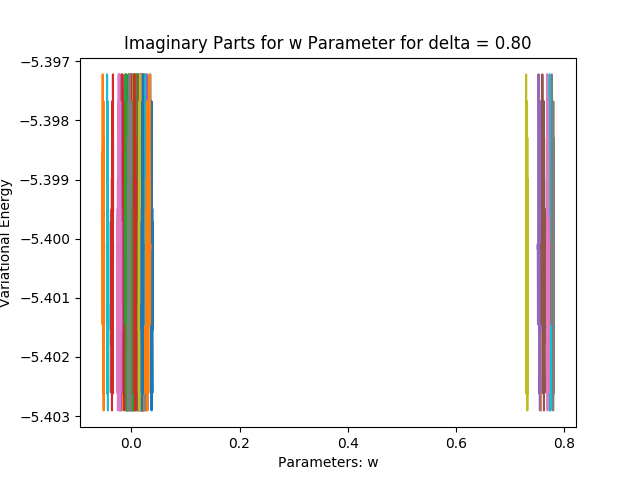 Imaginary Parts for w Parameter for delta = 0.80
−5.397
−5.398
−5.399
−5.400
−5.401
−5.402
−5.403
Variational Energy
0.0 0.2 0.4 0.6 0.8
Parameters: w